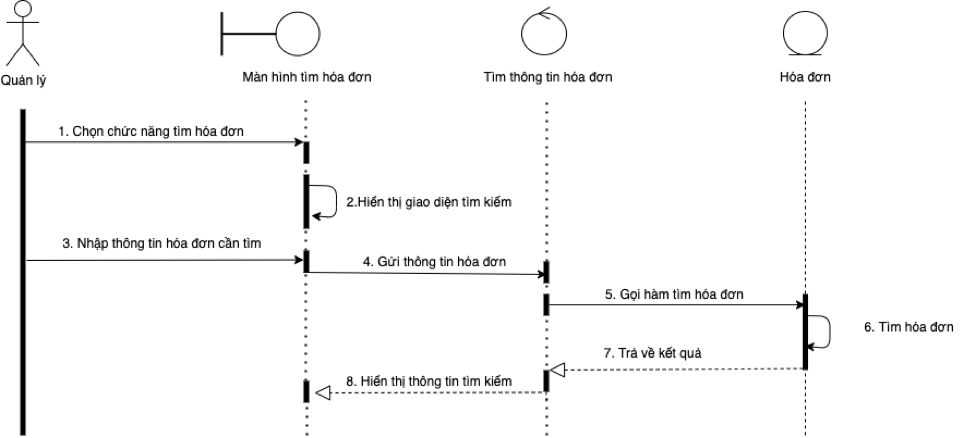 Quản lý
Màn hình tìm hóa đơn
Tìm thông tin hóa đơn
Hóa đơn
1. Chọn chức năng tìm hóa đơn
2.Hiển thị giao diện tìm kiếm
3. Nhập thông tin hóa đơn cần tìm
4. Gửi thông tin hóa đơn
5. Gọi hàm tìm hóa đơn
6. Tìm hóa đơn
7. Trả về kết quả
8. Hiển thị thông tin tìm kiếm